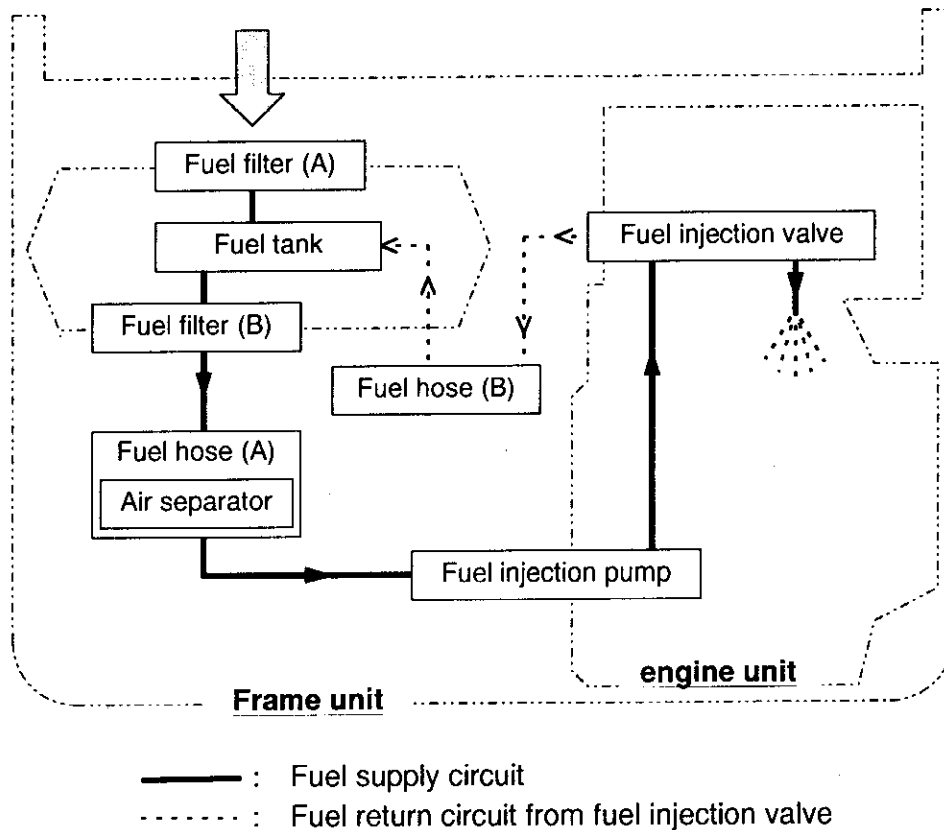 Fuel filter (A)
Fuel tank
Fuel injection valve
Fuel filter (B)
Fuel hose (B)
Fuel hose (A)
Air separator
Fuel injection pump
engine unit
Frame unit
: Fuel supply circuit
: Fuel return circuit from fuel injection valve